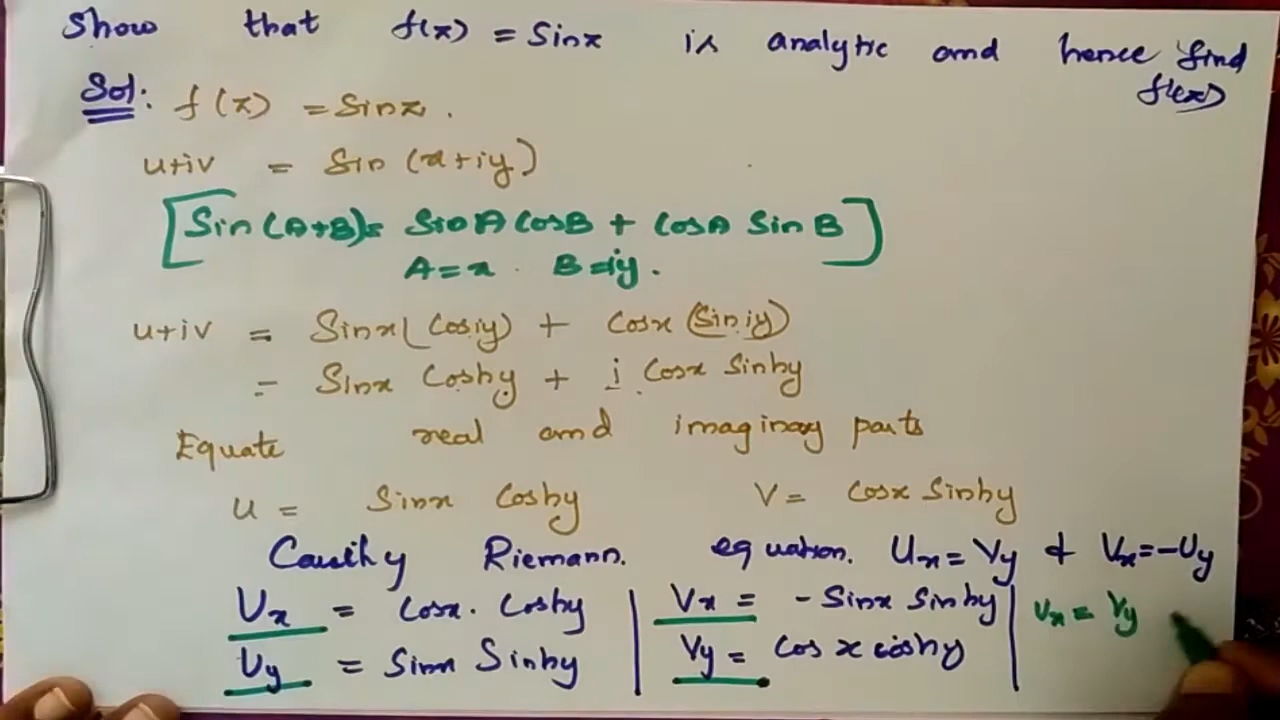 Show that f(z) = Sinz is analytic and hence find f'(z)
Sol: f(z) = Sinz.
u+iv = Sin (x+iy)
[Sin(A+B)= SinA CosB + CosA Sin B]
A=x. B=iy.
u+iv = Sinx(Cosiy) + Cosx (Siniy)
= Sinx Coshy + i Cosx Sinhy
Equate real and imaginary parts
u = Sinx Coshy V= Cosx Sinhy
Cauchy Riemann. equation. Ux=Vy & Vx=-Uy
Ux = Cosx. Coshy | Vx = - Sinx Sinhy | Ux = Vy
Uy = Sinx Sinhy | Vy = Cos x coshy